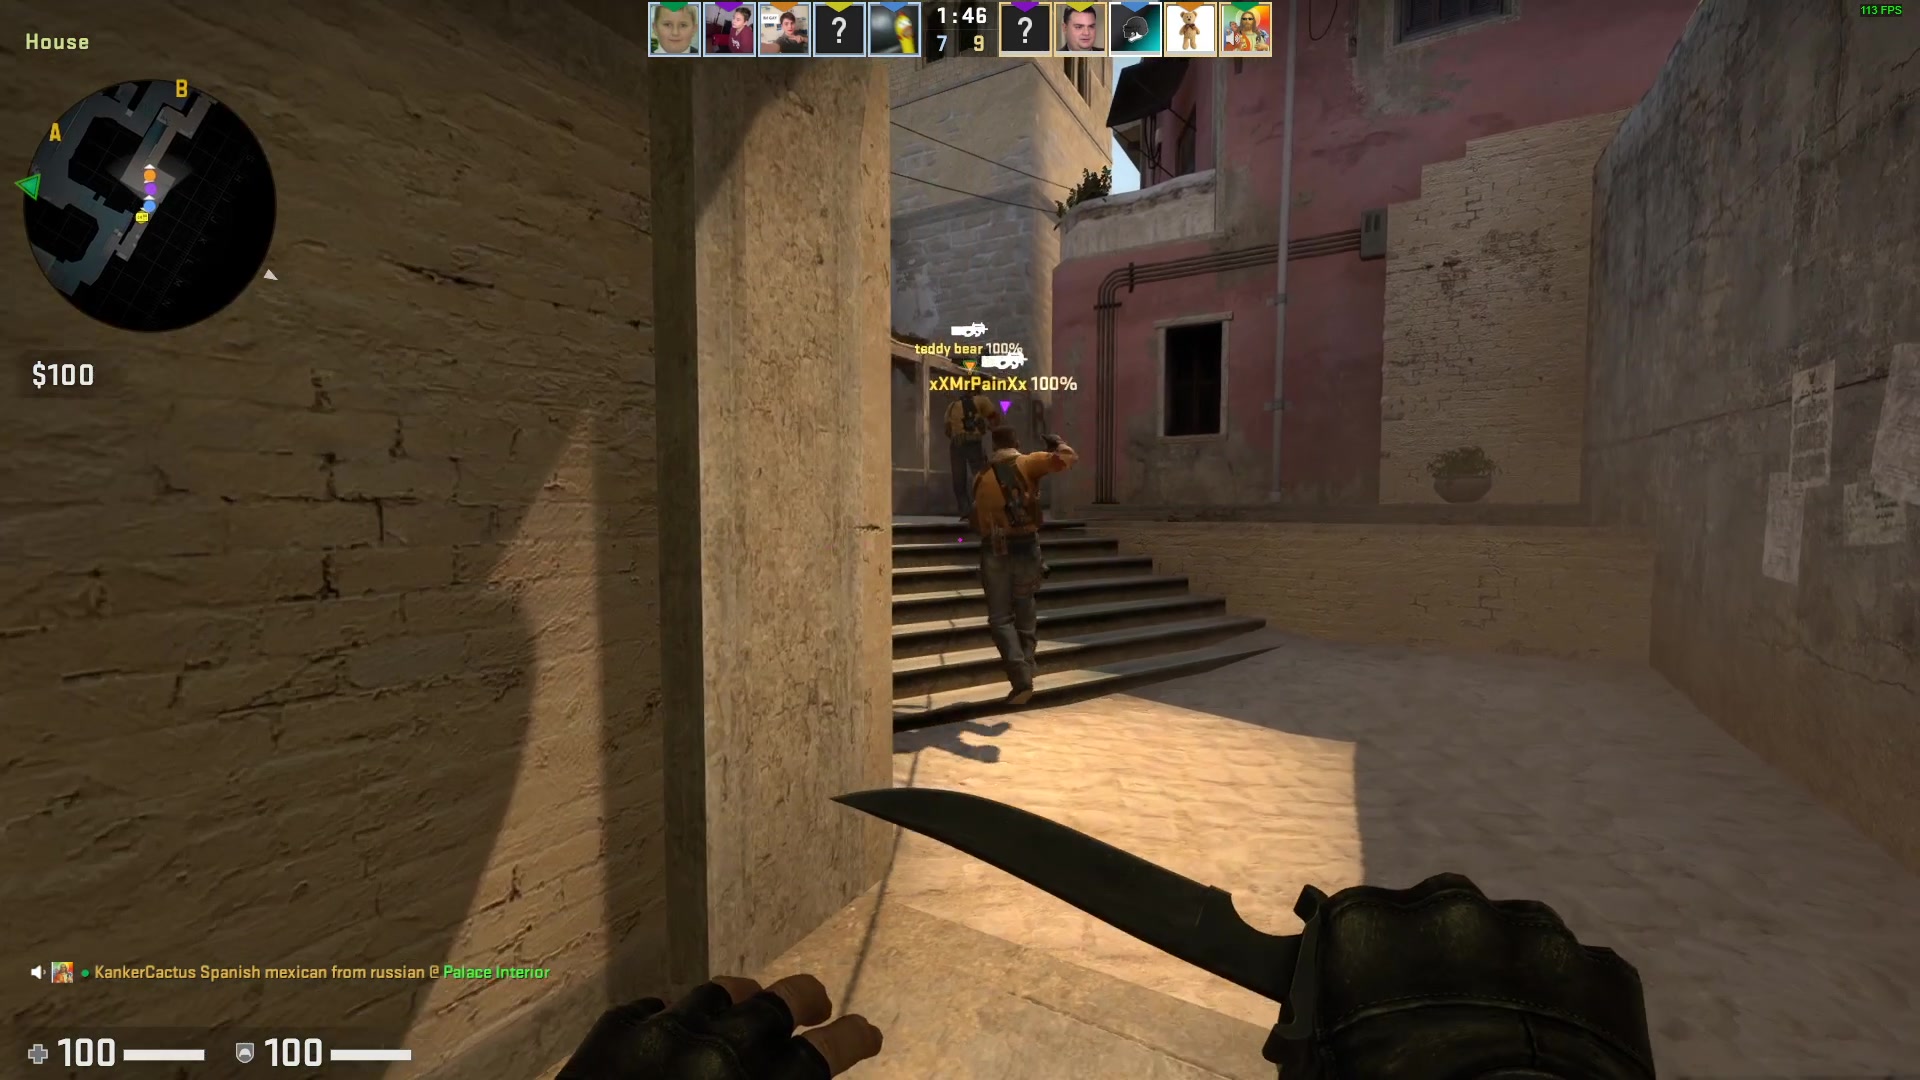 113 FPS
House
? 1:46 ?
7 9
B
A
$100
teddy bear 100%
xXMrPainXx 100%
KankerCactus Spanish mexican from russian @ Palace Interior
100 100